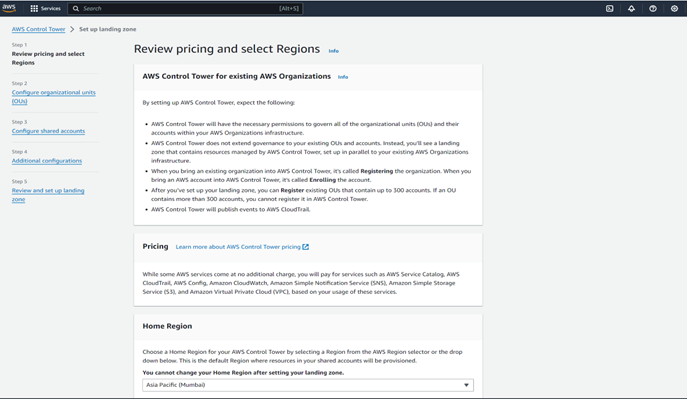 aws
Services
Search
[Alt+S]
AWS Control Tower
Set up landing zone
Step 1
Review pricing and select
Regions
Step 2
Configure organizational units
(OUs)
Step 3
Configure shared accounts
Step 4
Additional configurations
Step 5
Review and set up landing
zone
Review pricing and select Regions Info
AWS Control Tower for existing AWS Organizations Info
By setting up AWS Control Tower, expect the following:
• AWS Control Tower will have the necessary permissions to govern all of the organizational units (OUs) and their
accounts within your AWS Organizations infrastructure.
• AWS Control Tower does not extend governance to your existing OUs and accounts. Instead, you'll see a landing
zone that contains resources managed by AWS Control Tower, set up in parallel to your existing AWS Organizations
infrastructure.
• When you bring an existing organization into AWS Control Tower, it's called Registering the organization. When you
bring an AWS account into AWS Control Tower, it's called Enrolling the account.
• After you've set up your landing zone, you can Register existing OUs that contain up to 300 accounts. If an OU
contains more than 300 accounts, you cannot register it in AWS Control Tower.
• AWS Control Tower will publish events to AWS CloudTrail.
Pricing Learn more about AWS Control Tower pricing
While some AWS services come at no additional charge, you will pay for services such as AWS Service Catalog, AWS
CloudTrail, AWS Config, Amazon CloudWatch, Amazon Simple Notification Service (SNS), Amazon Simple Storage
Service (S3), and Amazon Virtual Private Cloud (VPC), based on your usage of these services.
Home Region
Choose a Home Region for your AWS Control Tower by selecting a Region from the AWS Region selector or the drop
down below. This is the default Region where resources in your shared accounts will be provisioned.
You cannot change your Home Region after setting your landing zone.
Asia Pacific (Mumbai)